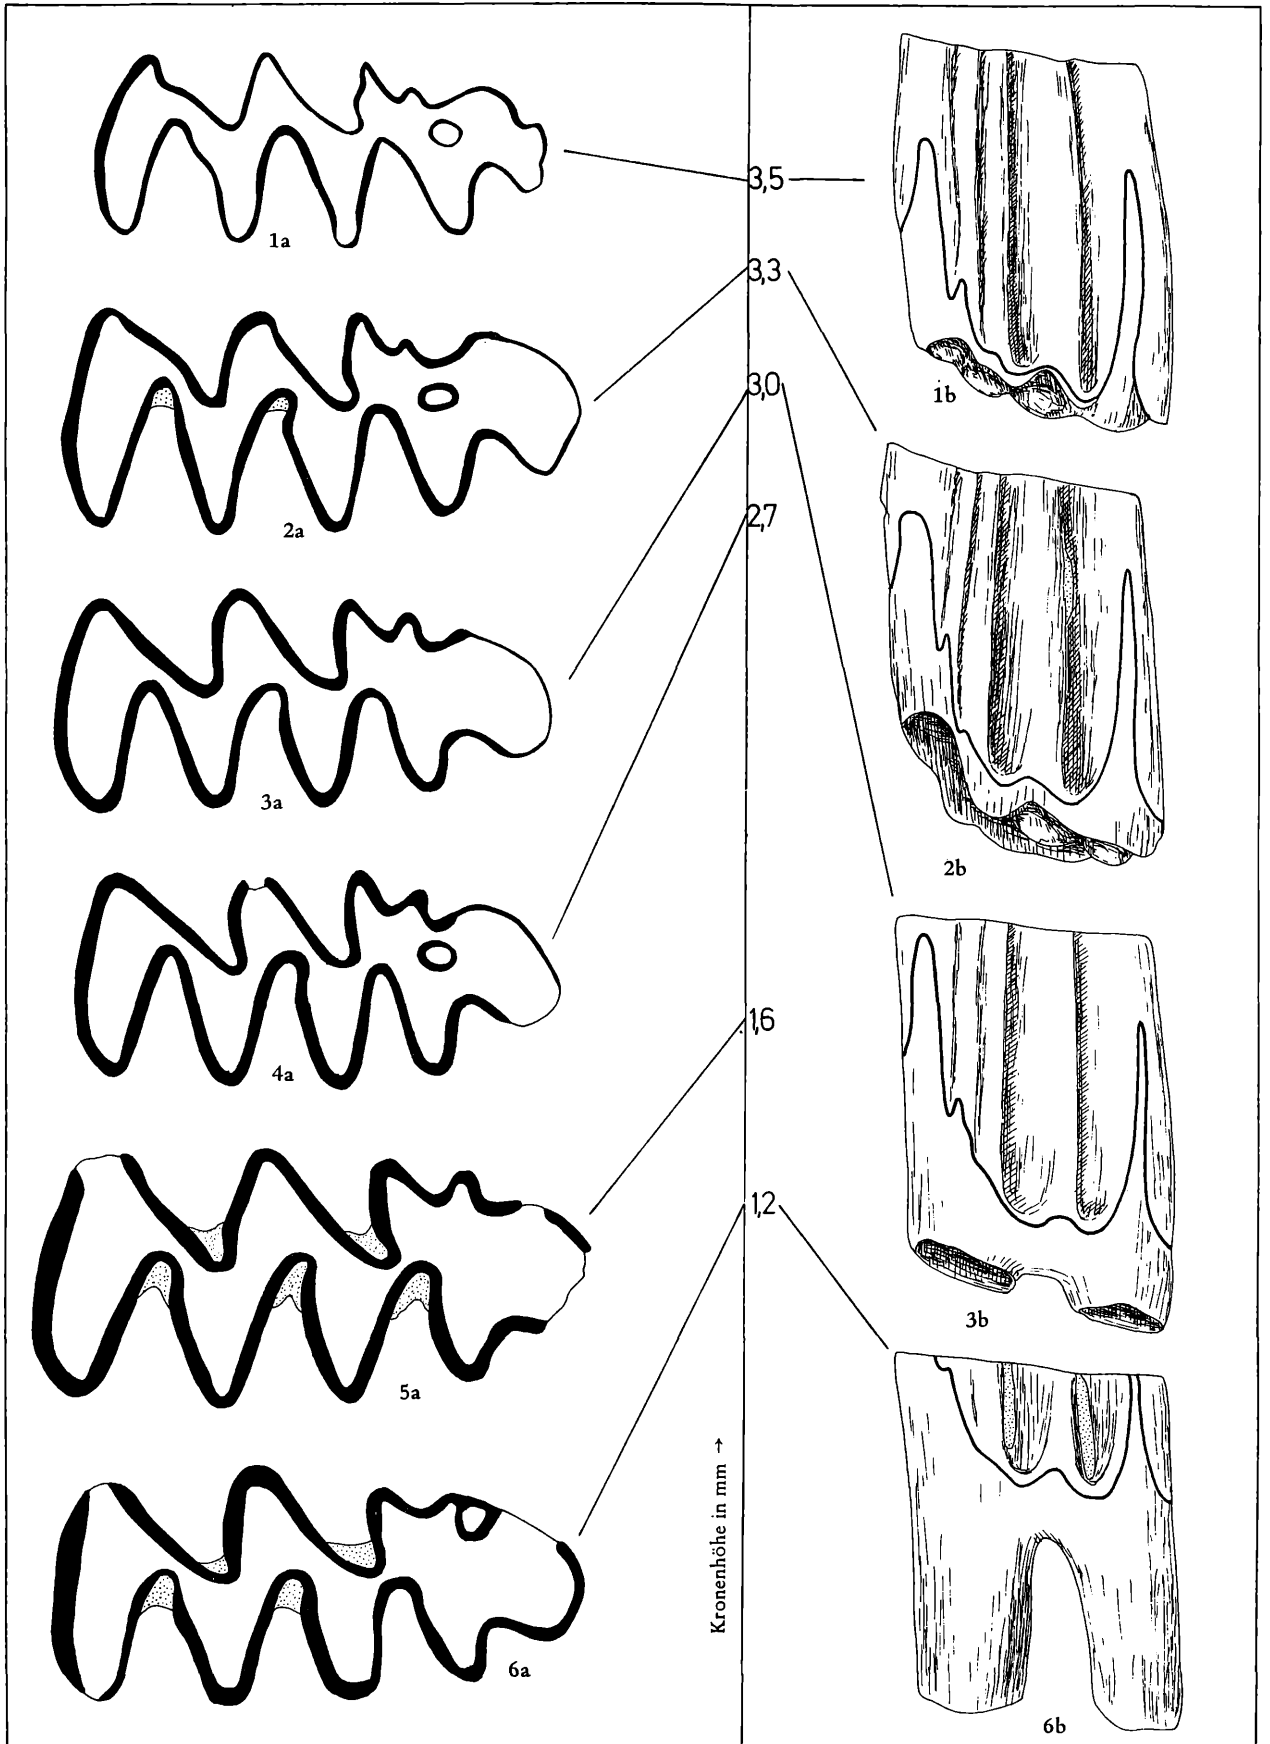 1a
3,5
1b
3,3
2a
3,0
2b
2,7
3a
4a
1,6
3b
5a
1,2
Kronenhöhe in mm →
6a
6b